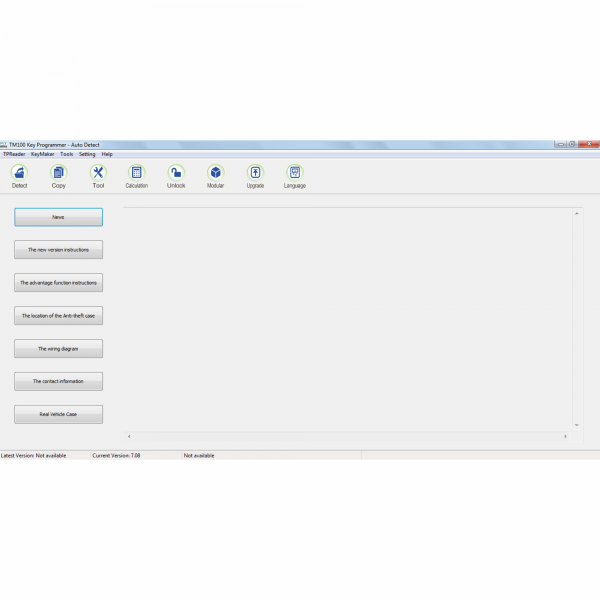 TM100 Key Programmer - Auto Detect
TPReader KeyMaker Tools Setting Help
Detect Copy Tool Calculation Unlock Modular Upgrade Language
News
The new version instructions
The advantage function instructions
The location of the Anti-theft case
The wiring diagram
The contact information
Real Vehicle Case
Latest Version: Not available Current Version: 7.08 Not available